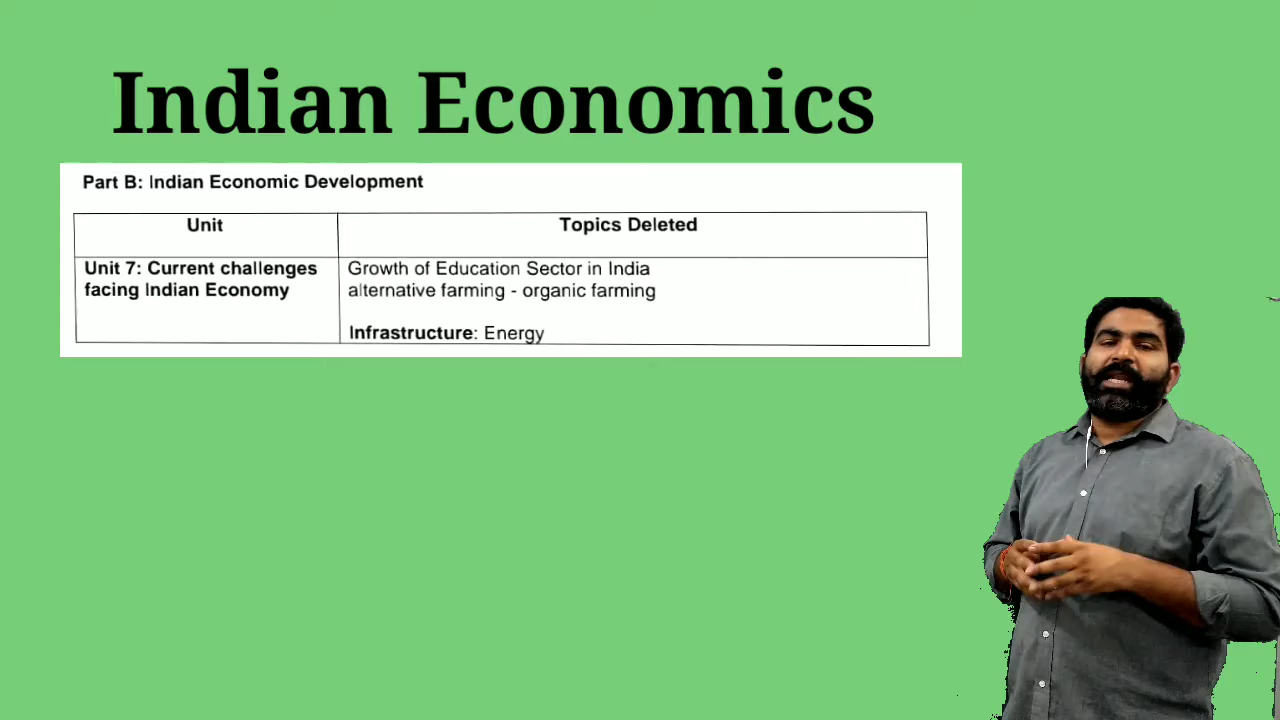 Indian Economics
Part B: Indian Economic Development
Unit
Topics Deleted
Unit 7: Current challenges
facing Indian Economy
Growth of Education Sector in India
alternative farming - organic farming
Infrastructure: Energy